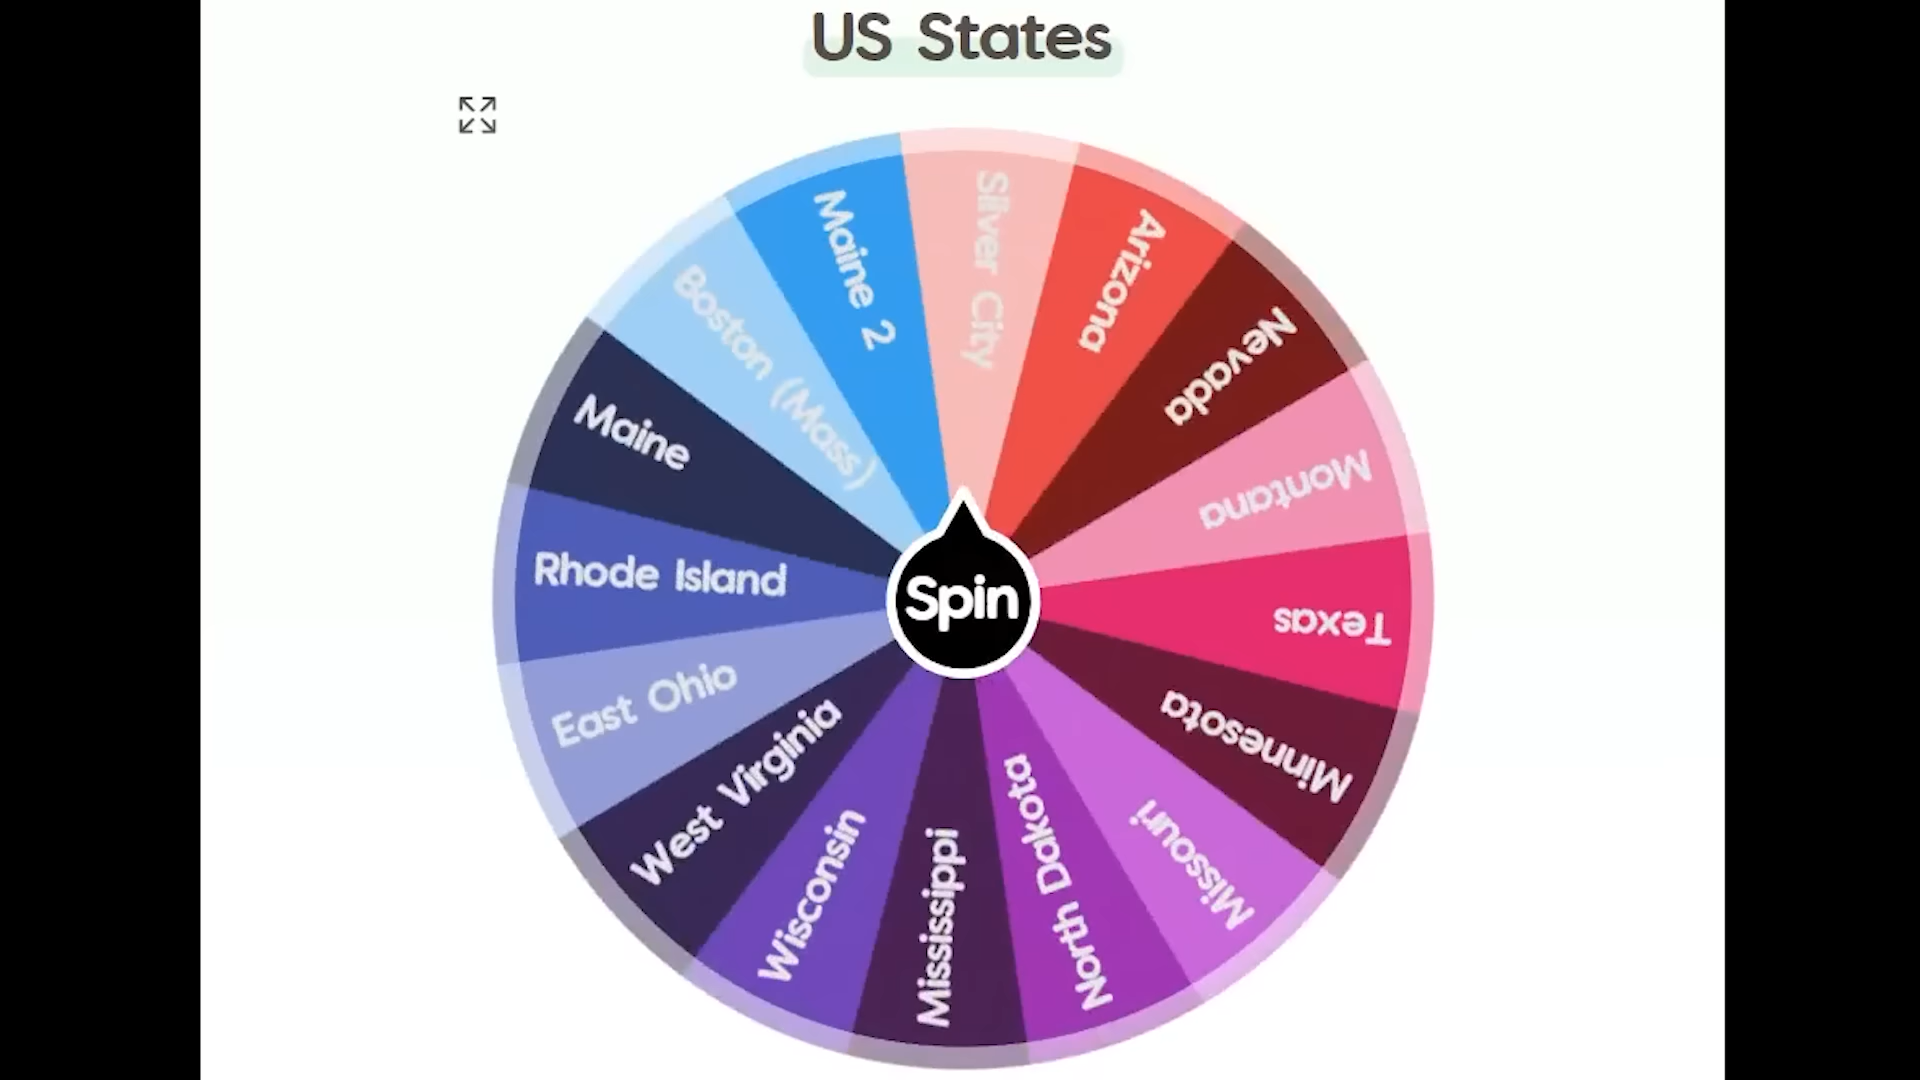 US States
Silver City
Arizona
Nevada
Montana
Texas
Minnesota
Missouri
North Dakota
Mississippi
Wisconsin
West Virginia
East Ohio
Rhode Island
Maine
Boston (Mass)
Maine 2
Spin